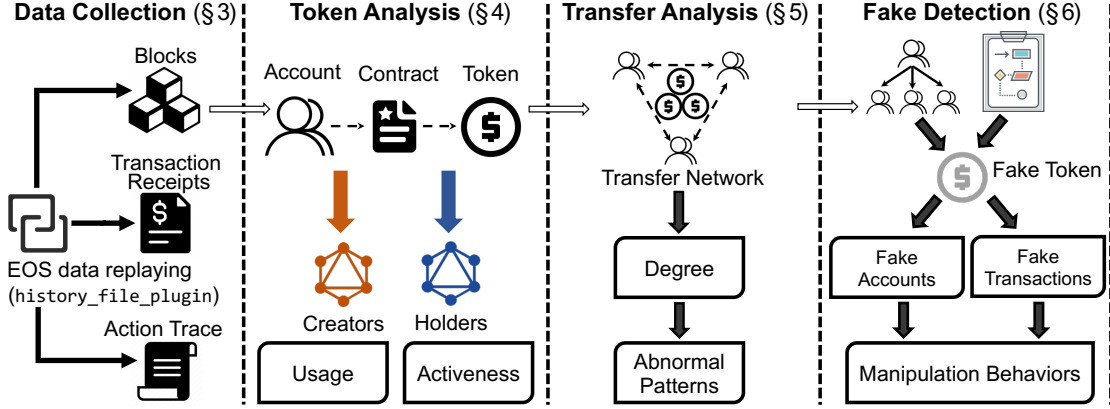 Data Collection (§3)
Blocks
Transaction
Receipts
EOS data replaying
(history_file_plugin)
Action Trace
Token Analysis (§4)
Account
Contract
Token
Creators
Holders
Usage
Activeness
Transfer Analysis (§5)
Transfer Network
Degree
Abnormal
Patterns
Fake Detection (§6)
Fake Token
Fake
Accounts
Fake
Transactions
Manipulation Behaviors